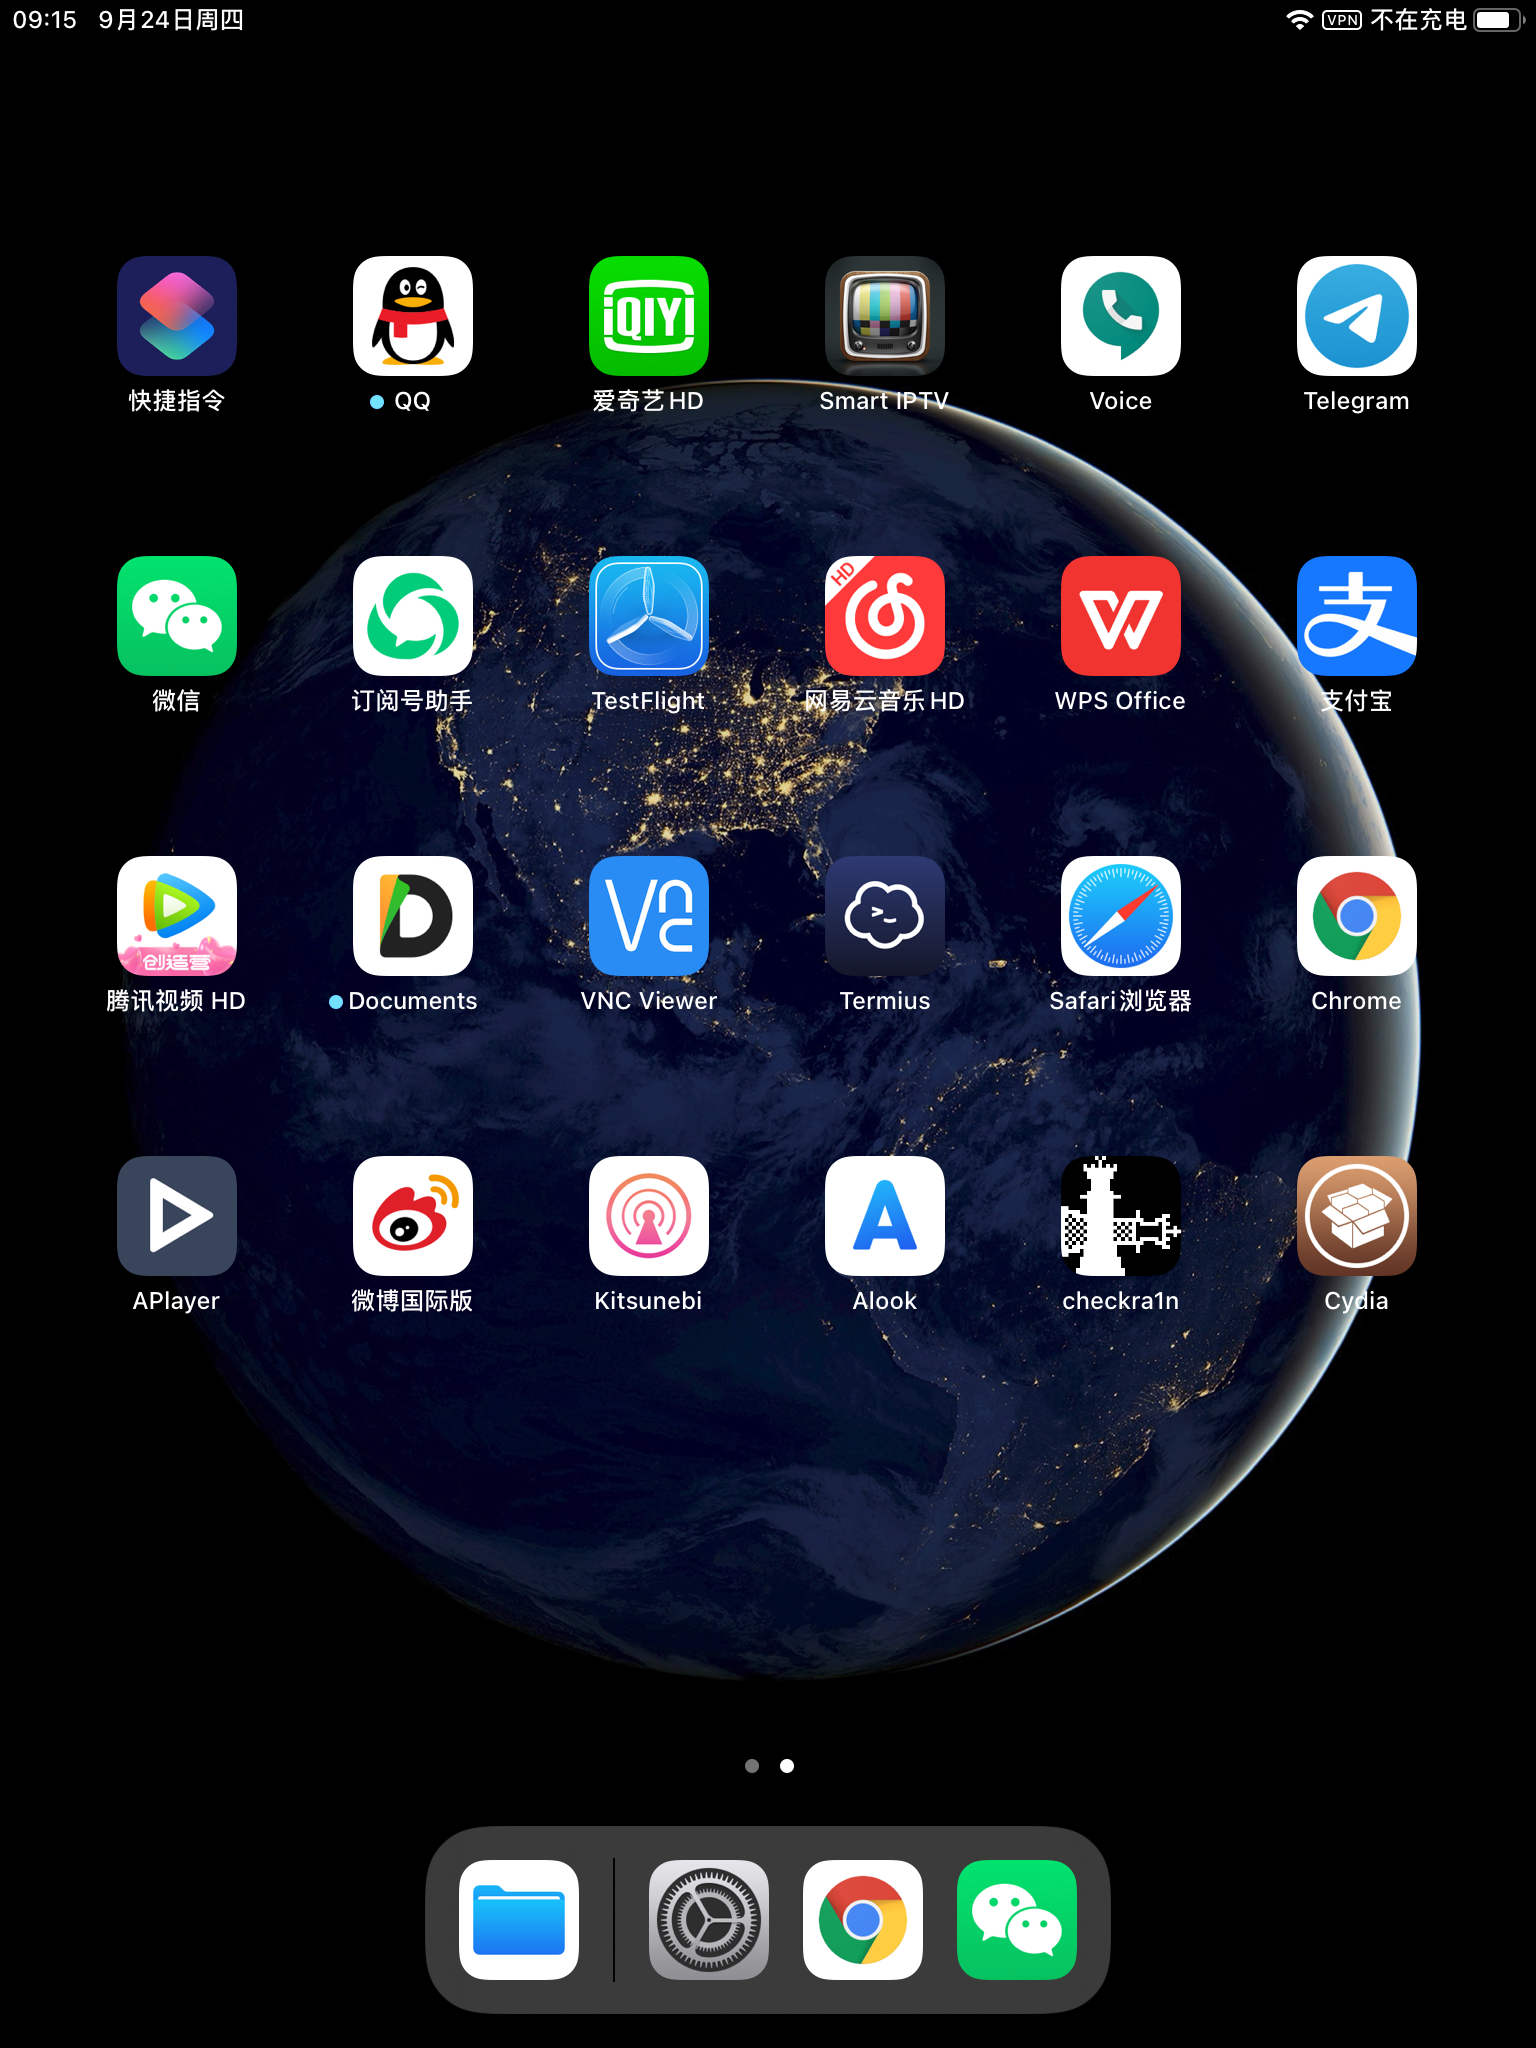 09:15 9月24日周四
VPN 不在充电
iQIYI
快捷指令
QQ
爱奇艺HD
Smart IPTV
Voice
Telegram
HD
支
微信
订阅号助手
TestFlight
网易云音乐HD
WPS Office
支付宝
创造营
VNC
腾讯视频 HD
Documents
VNC Viewer
Termius
Safari浏览器
Chrome
APlayer
微博国际版
Kitsunebi
Alook
checkra1n
Cydia